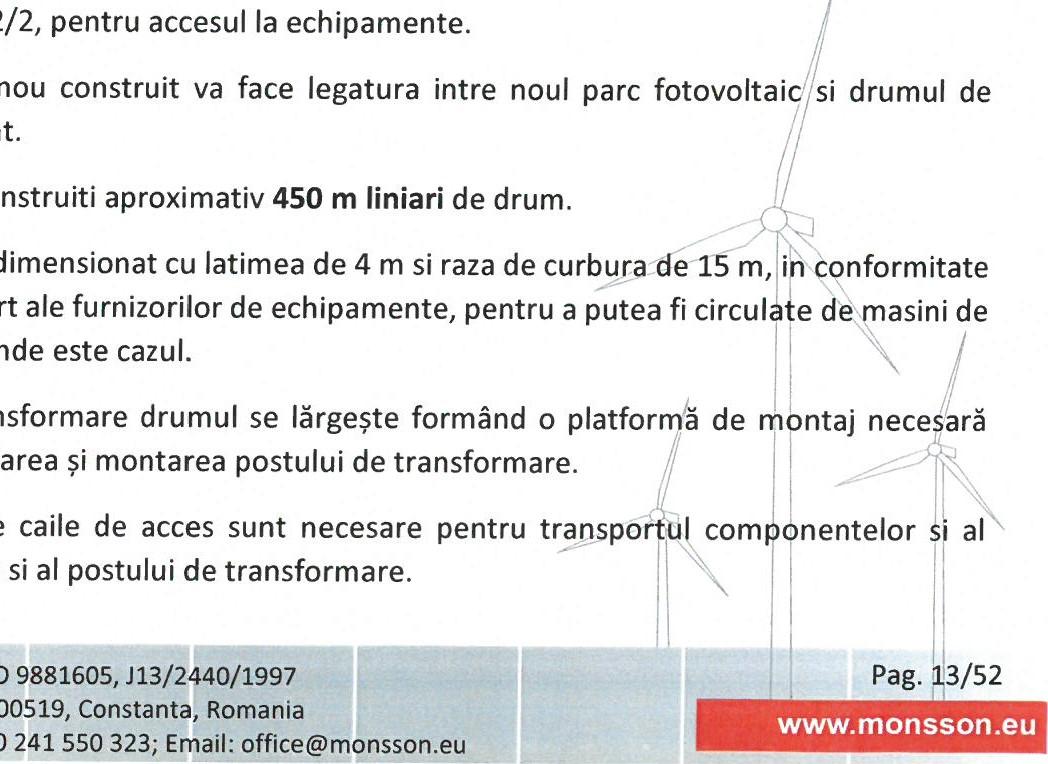 2/2, pentru accesul la echipamente.
nou construit va face legatura intre noul parc fotovoltaic si drumul de
t.
nstruiti aproximativ 450 m liniari de drum.
dimensionat cu latimea de 4 m si raza de curbura de 15 m, in conformitate
rt ale furnizorilor de echipamente, pentru a putea fi circulate de masini de
nde este cazul.
nsformare drumul se lărgește formând o platformă de montaj necesară
area și montarea postului de transformare.
e caile de acces sunt necesare pentru transportul componentelor si al
si al postului de transformare.
O 9881605, J13/2440/1997
00519, Constanta, Romania
0 241 550 323; Email: office@monsson.eu
Pag. 13/52
www.monsson.eu